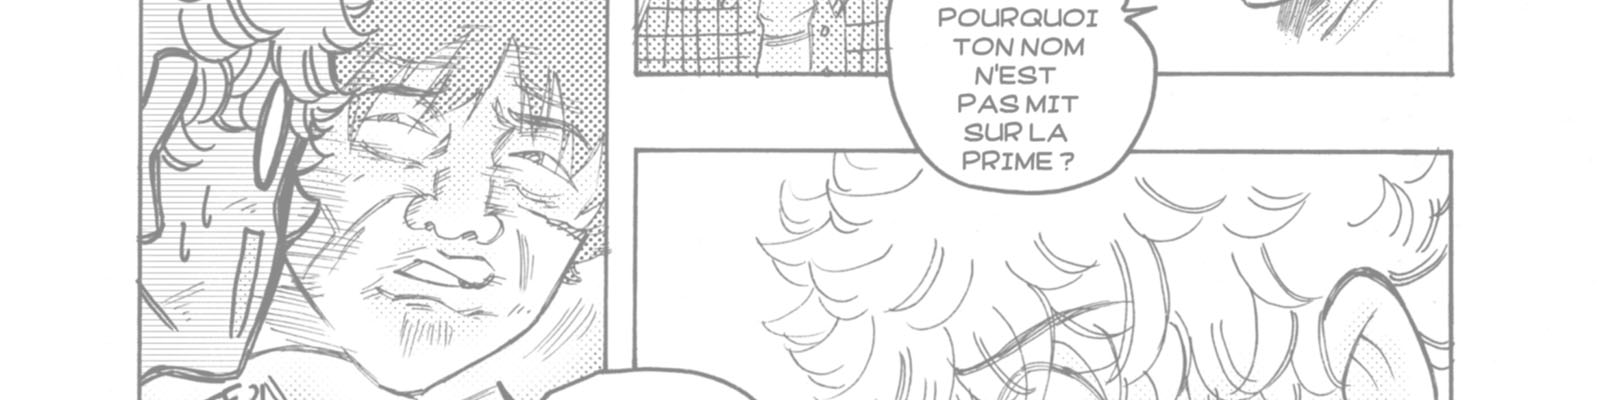 POURQUOI
TON NOM
N'EST
PAS MIT
SUR LA
PRIME ?